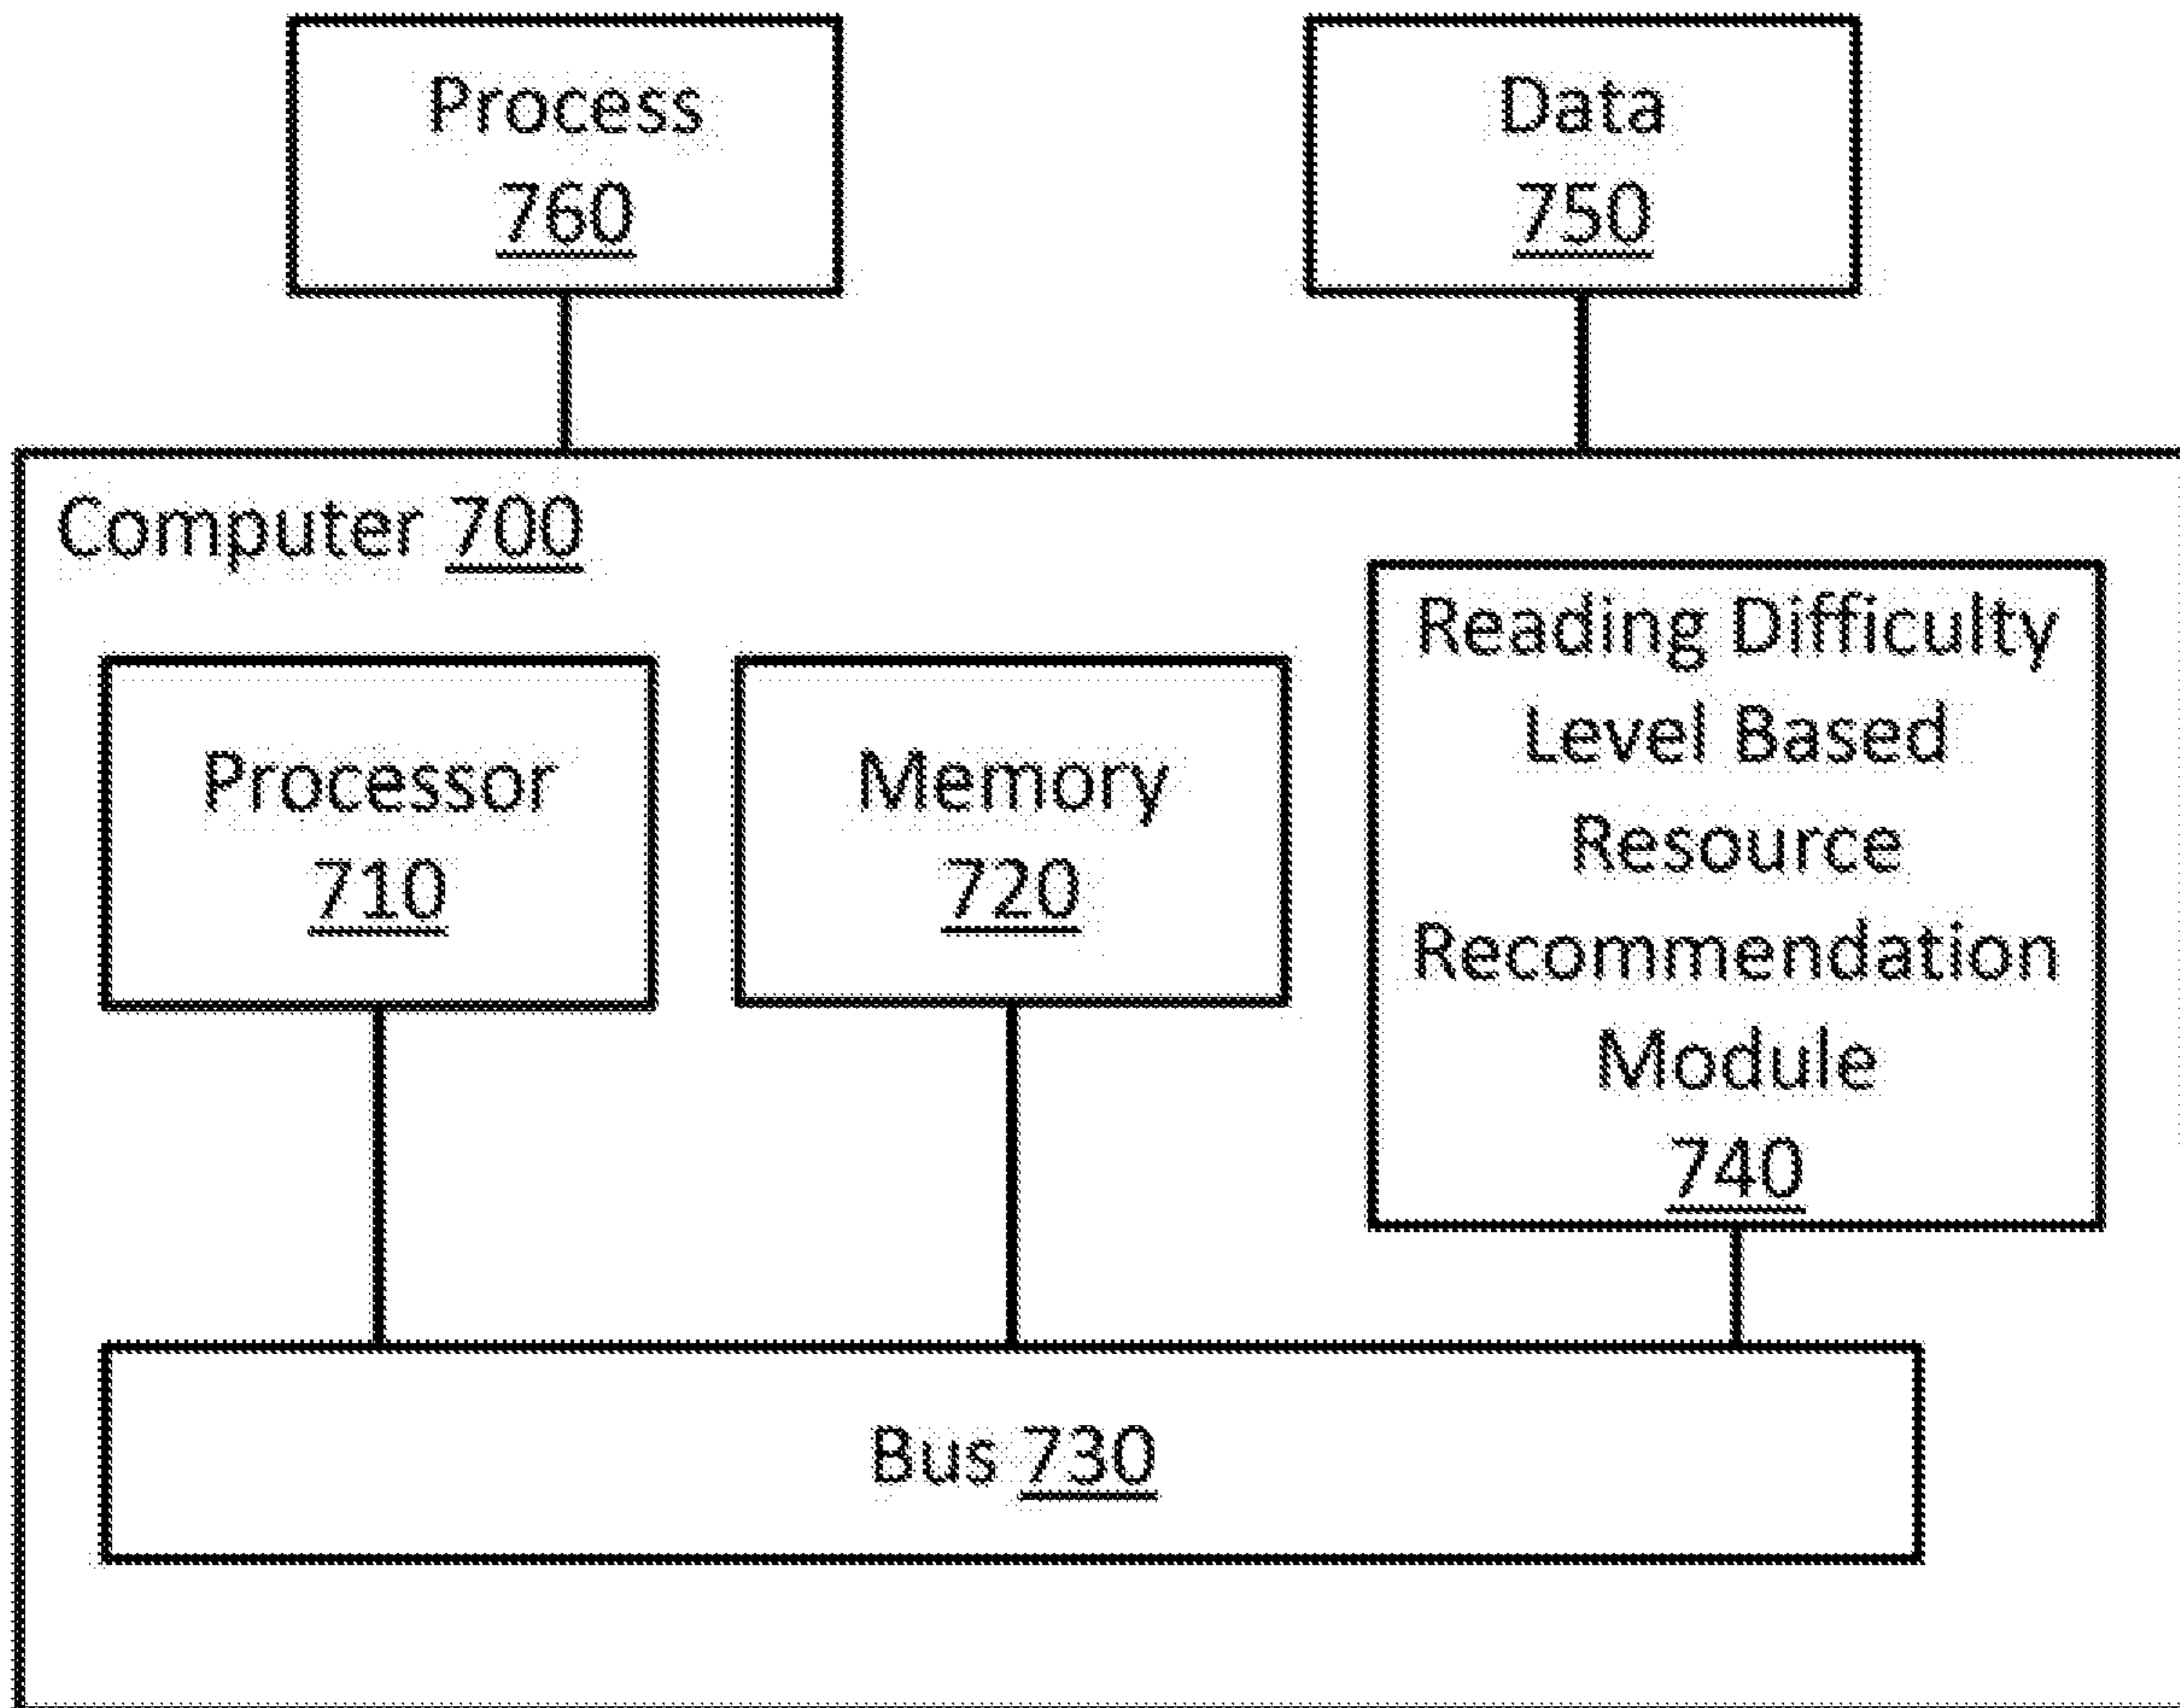 Process
760
Data
750
Computer 700
Processor
710
Memory
720
Reading Difficulty
Level Based
Resource
Recommendation
Module
740
Bus 730